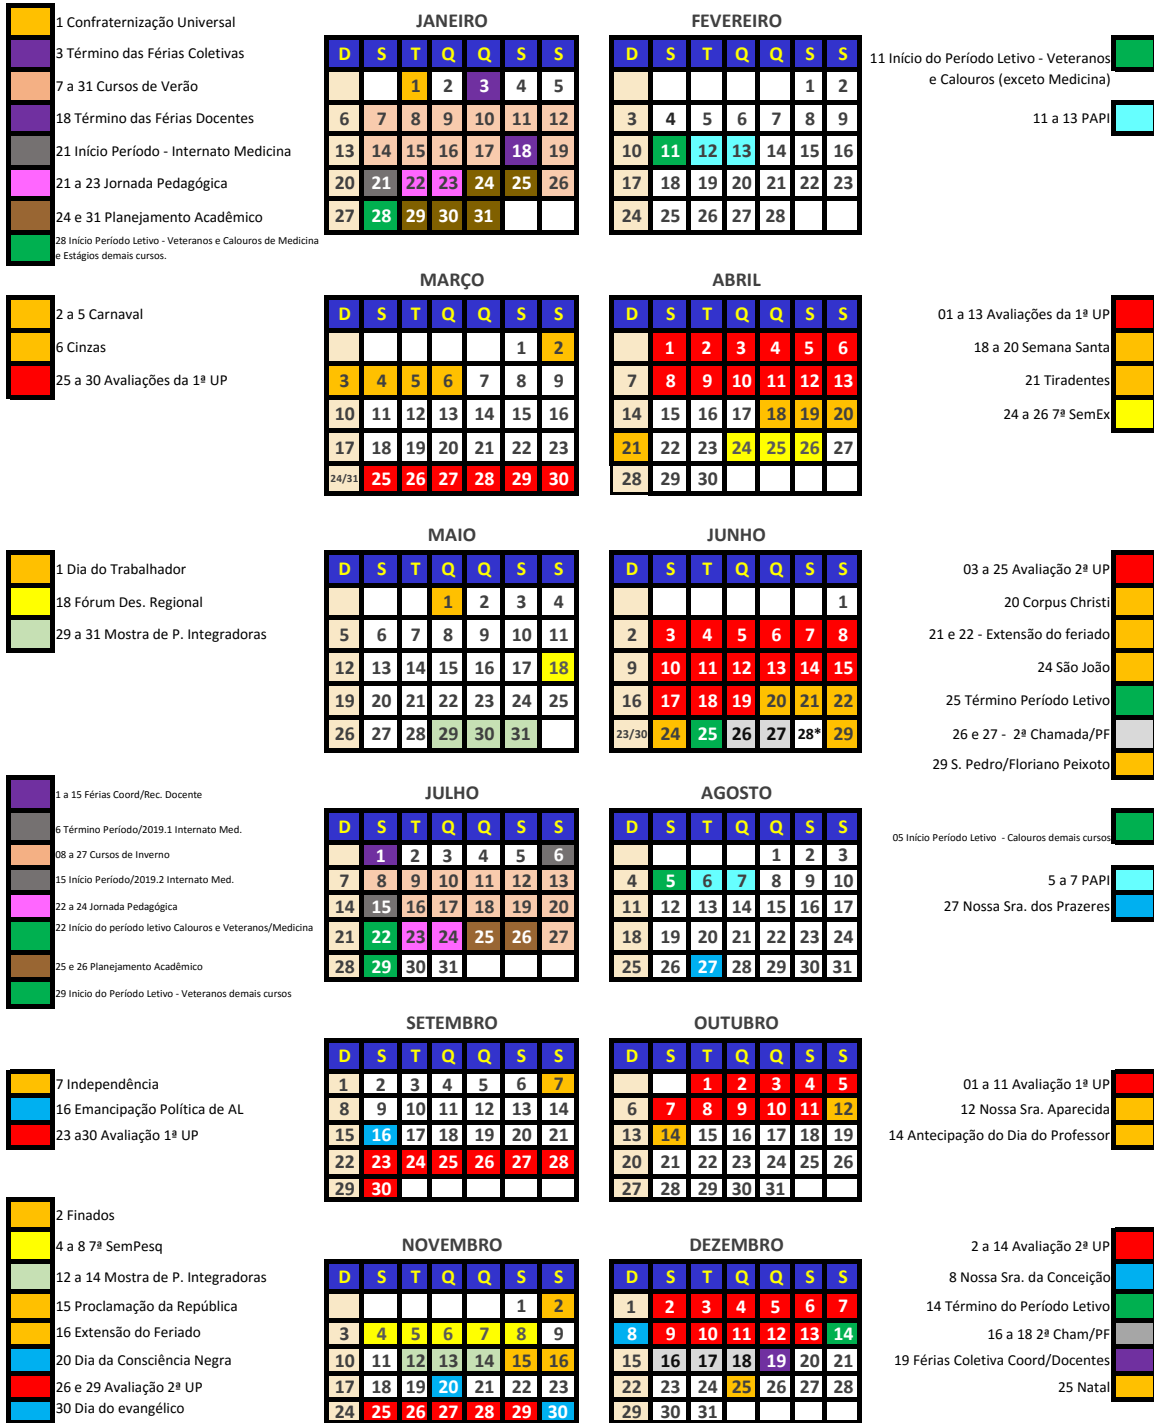 1 Confraternização Universal
3 Término das Férias Coletivas
7 a 31 Cursos de Verão
18 Término das Férias Docentes
21 Início Período - Internato Medicina
21 a 23 Jornada Pedagógica
24 e 31 Planejamento Acadêmico
28 Início Período Letivo - Veteranos e Calouros de Medicina
e Estágios demais cursos.
JANEIRO
D S T Q Q S S
1 2 3 4 5
6 7 8 9 10 11 12
13 14 15 16 17 18 19
20 21 22 23 24 25 26
27 28 29 30 31
FEVEREIRO
D S T Q Q S S
1 2
3 4 5 6 7 8 9
10 11 12 13 14 15 16
17 18 19 20 21 22 23
24 25 26 27 28
11 Início do Período Letivo - Veteranos
e Calouros (exceto Medicina)
11 a 13 PAPI
2 a 5 Carnaval
6 Cinzas
25 a 30 Avaliações da 1ª UP
MARÇO
D S T Q Q S S
1 2
3 4 5 6 7 8 9
10 11 12 13 14 15 16
17 18 19 20 21 22 23
24/31 25 26 27 28 29 30
ABRIL
D S T Q Q S S
1 2 3 4 5 6
7 8 9 10 11 12 13
14 15 16 17 18 19 20
21 22 23 24 25 26 27
28 29 30
01 a 13 Avaliações da 1ª UP
18 a 20 Semana Santa
21 Tiradentes
24 a 26 7ª SemEx
1 Dia do Trabalhador
18 Fórum Des. Regional
29 a 31 Mostra de P. Integradoras
MAIO
D S T Q Q S S
1 2 3 4
5 6 7 8 9 10 11
12 13 14 15 16 17 18
19 20 21 22 23 24 25
26 27 28 29 30 31
JUNHO
D S T Q Q S S
1
2 3 4 5 6 7 8
9 10 11 12 13 14 15
16 17 18 19 20 21 22
23/30 24 25 26 27 28* 29
03 a 25 Avaliação 2ª UP
20 Corpus Christi
21 e 22 - Extensão do feriado
24 São João
25 Término Período Letivo
26 e 27 - 2ª Chamada/PF
29 S. Pedro/Floriano Peixoto
1 a 15 Férias Coord/Rec. Docente
6 Término Período/2019.1 Internato Med.
08 a 27 Cursos de Inverno
15 Início Período/2019.2 Internato Med.
22 a 24 Jornada Pedagógica
22 Início do período letivo Calouros e Veteranos/Medicina
25 e 26 Planejamento Acadêmico
29 Inicio do Período Letivo - Veteranos demais cursos
JULHO
D S T Q Q S S
1 2 3 4 5 6
7 8 9 10 11 12 13
14 15 16 17 18 19 20
21 22 23 24 25 26 27
28 29 30 31
AGOSTO
D S T Q Q S S
1 2 3
4 5 6 7 8 9 10
11 12 13 14 15 16 17
18 19 20 21 22 23 24
25 26 27 28 29 30 31
05 Início Período Letivo - Calouros demais cursos
5 a 7 PAPI
27 Nossa Sra. dos Prazeres
7 Independência
16 Emancipação Política de AL
23 a30 Avaliação 1ª UP
SETEMBRO
D S T Q Q S S
1 2 3 4 5 6 7
8 9 10 11 12 13 14
15 16 17 18 19 20 21
22 23 24 25 26 27 28
29 30
OUTUBRO
D S T Q Q S S
1 2 3 4 5
6 7 8 9 10 11 12
13 14 15 16 17 18 19
20 21 22 23 24 25 26
27 28 29 30 31
01 a 11 Avaliação 1ª UP
12 Nossa Sra. Aparecida
14 Antecipação do Dia do Professor
2 Finados
4 a 8 7ª SemPesq
12 a 14 Mostra de P. Integradoras
15 Proclamação da República
16 Extensão do Feriado
20 Dia da Consciência Negra
26 e 29 Avaliação 2ª UP
30 Dia do evangélico
NOVEMBRO
D S T Q Q S S
1 2
3 4 5 6 7 8 9
10 11 12 13 14 15 16
17 18 19 20 21 22 23
24 25 26 27 28 29 30
DEZEMBRO
D S T Q Q S S
1 2 3 4 5 6 7
8 9 10 11 12 13 14
15 16 17 18 19 20 21
22 23 24 25 26 27 28
29 30 31
2 a 14 Avaliação 2ª UP
8 Nossa Sra. da Conceição
14 Término do Período Letivo
16 a 18 2ª Cham/PF
19 Férias Coletiva Coord/Docentes
25 Natal